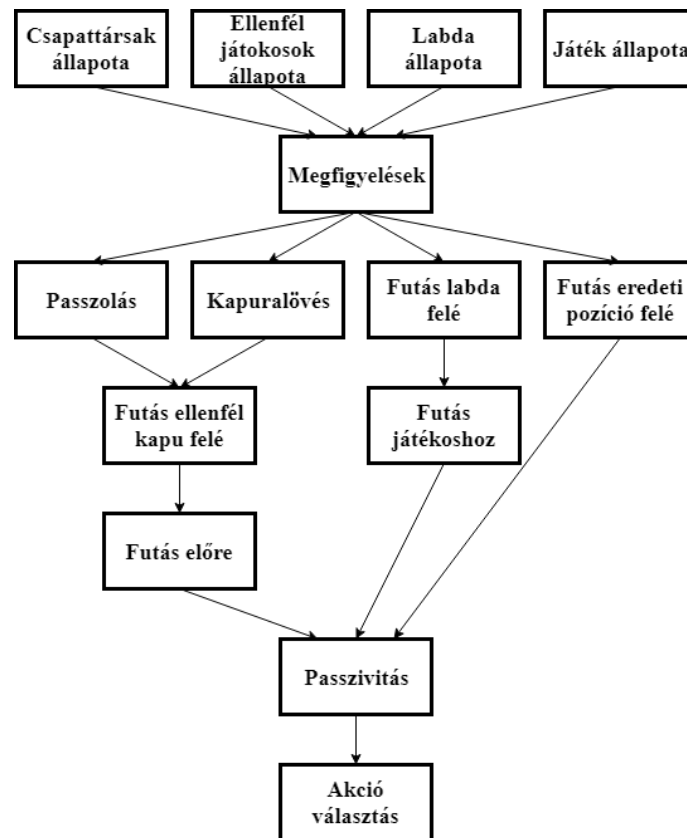 Csapattársak
állapota
Ellenfél
játokosok
állapota
Labda
állapota
Játék állapota
Megfigyelések
Passzolás
Kapuralövés
Futás labda
felé
Futás eredeti
pozíció felé
Futás ellenfél
kapu felé
Futás
játékoshoz
Futás előre
Passzivitás
Akció
választás